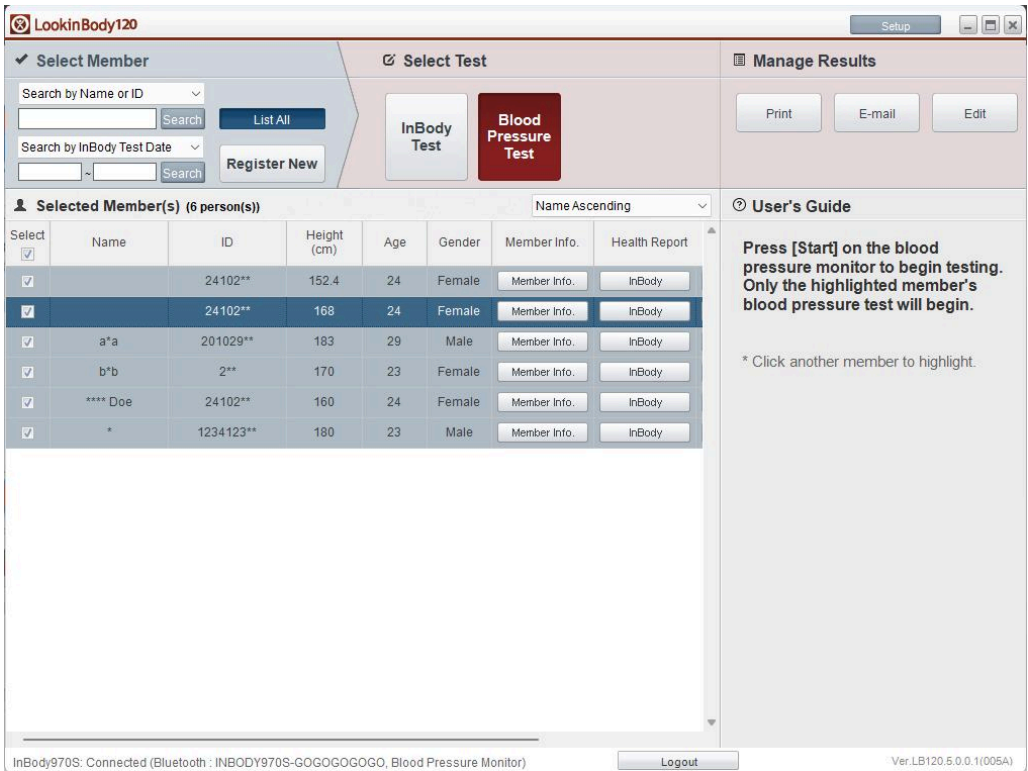 LookinBody120
Setup
Select Member
Select Test
Manage Results
Search by Name or ID
Search
List All
Search by InBody Test Date
~
Search
Register New
InBody Test
Blood Pressure Test
Print
E-mail
Edit
Selected Member(s) (6 person(s))
Name Ascending
User's Guide
Select Name ID Height (cm) Age Gender Member Info. Health Report
24102** 152.4 24 Female Member Info. InBody
24102** 168 24 Female Member Info. InBody
a*a 201029** 183 29 Male Member Info. InBody
b*b 2** 170 23 Female Member Info. InBody
**** Doe 24102** 160 24 Female Member Info. InBody
* 1234123** 180 23 Male Member Info. InBody
Press [Start] on the blood
pressure monitor to begin testing.
Only the highlighted member's
blood pressure test will begin.
* Click another member to highlight.
InBody970S: Connected (Bluetooth : INBODY970S-GOGOGOGOGO, Blood Pressure Monitor)
Logout
Ver.LB120.5.0.0.1(005A)